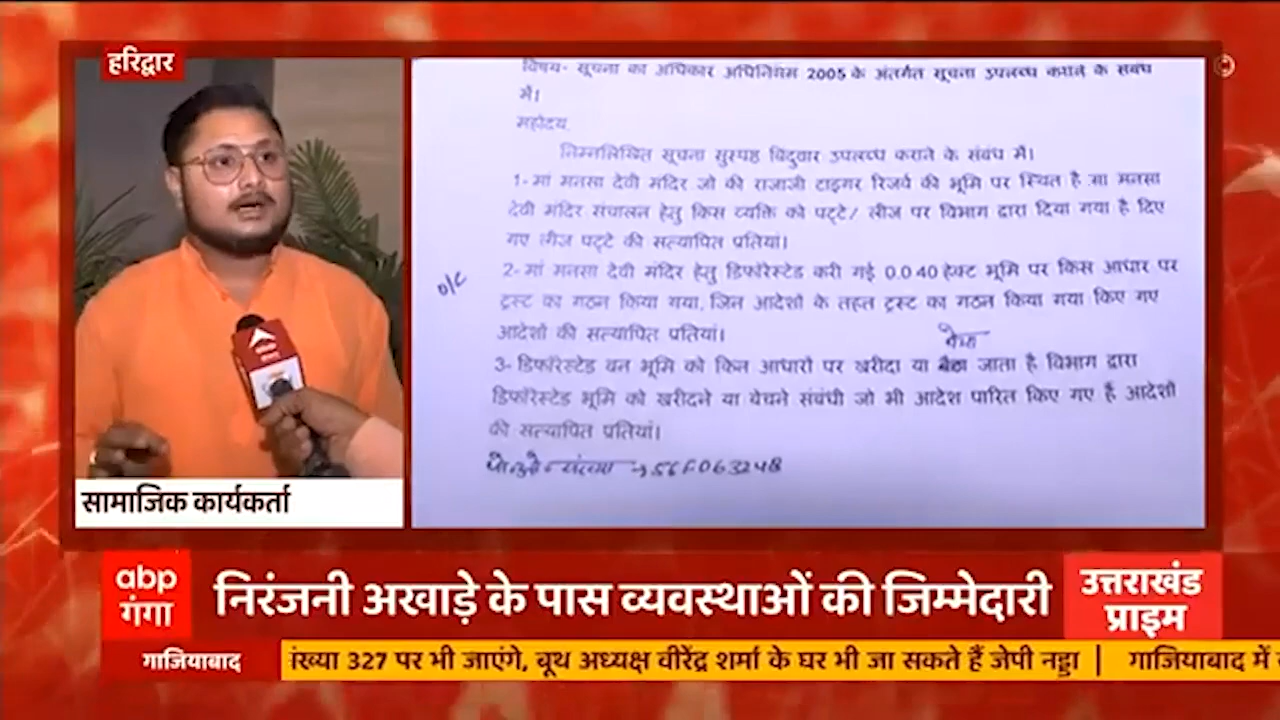 हरिद्वार
विषय- सूचना का अधिकार अधिनियम 2005 के अंतर्गत सूचना उपलब्ध कराने के संबंध
में।
महोदय,
निम्नलिखित सूचना सुस्पष्ठ बिंदुवार उपलब्ध कराने के संबंध में।
1- मां मनसा देवी मंदिर जो की राजाजी टाइगर रिजर्व की भूमि पर स्थित है मा मनसा
देवी मंदिर संचालन हेतु किस व्यक्ति को पट्टे/ लीज पर विभाग द्वारा दिया गया है दिए
गए लीज पट्टे की सत्यापित प्रतियां।
2- मां मनसा देवी मंदिर हेतु डिफॉरेस्टेड करी गई 0.0.40 हेक्ट भूमि पर किस आधार पर
o/c
ट्रस्ट का गठन किया गया, जिन आदेशों के तहत ट्रस्ट का गठन किया गया किए गए
आदेशों की सत्यापित प्रतियां।
3- डिफॉरेस्टेड वन भूमि को किन आधारों पर खरीदा या जाता है विभाग द्वारा
डिफॉरेस्टेड भूमि को खरीदने या बेचने संबंधी जो भी आदेश पारित किए गए हैं आदेशों
की सत्यापित प्रतियां।
56F063248
सामाजिक कार्यकर्ता
abp गंगा
निरंजनी अखाड़े के पास व्यवस्थाओं की जिम्मेदारी
उत्तराखंड प्राइम
गाजियाबाद
ंख्या 327 पर भी जाएंगे, बूथ अध्यक्ष वीरेंद्र शर्मा के घर भी जा सकते हैं जेपी नड्डा | गाजियाबाद में